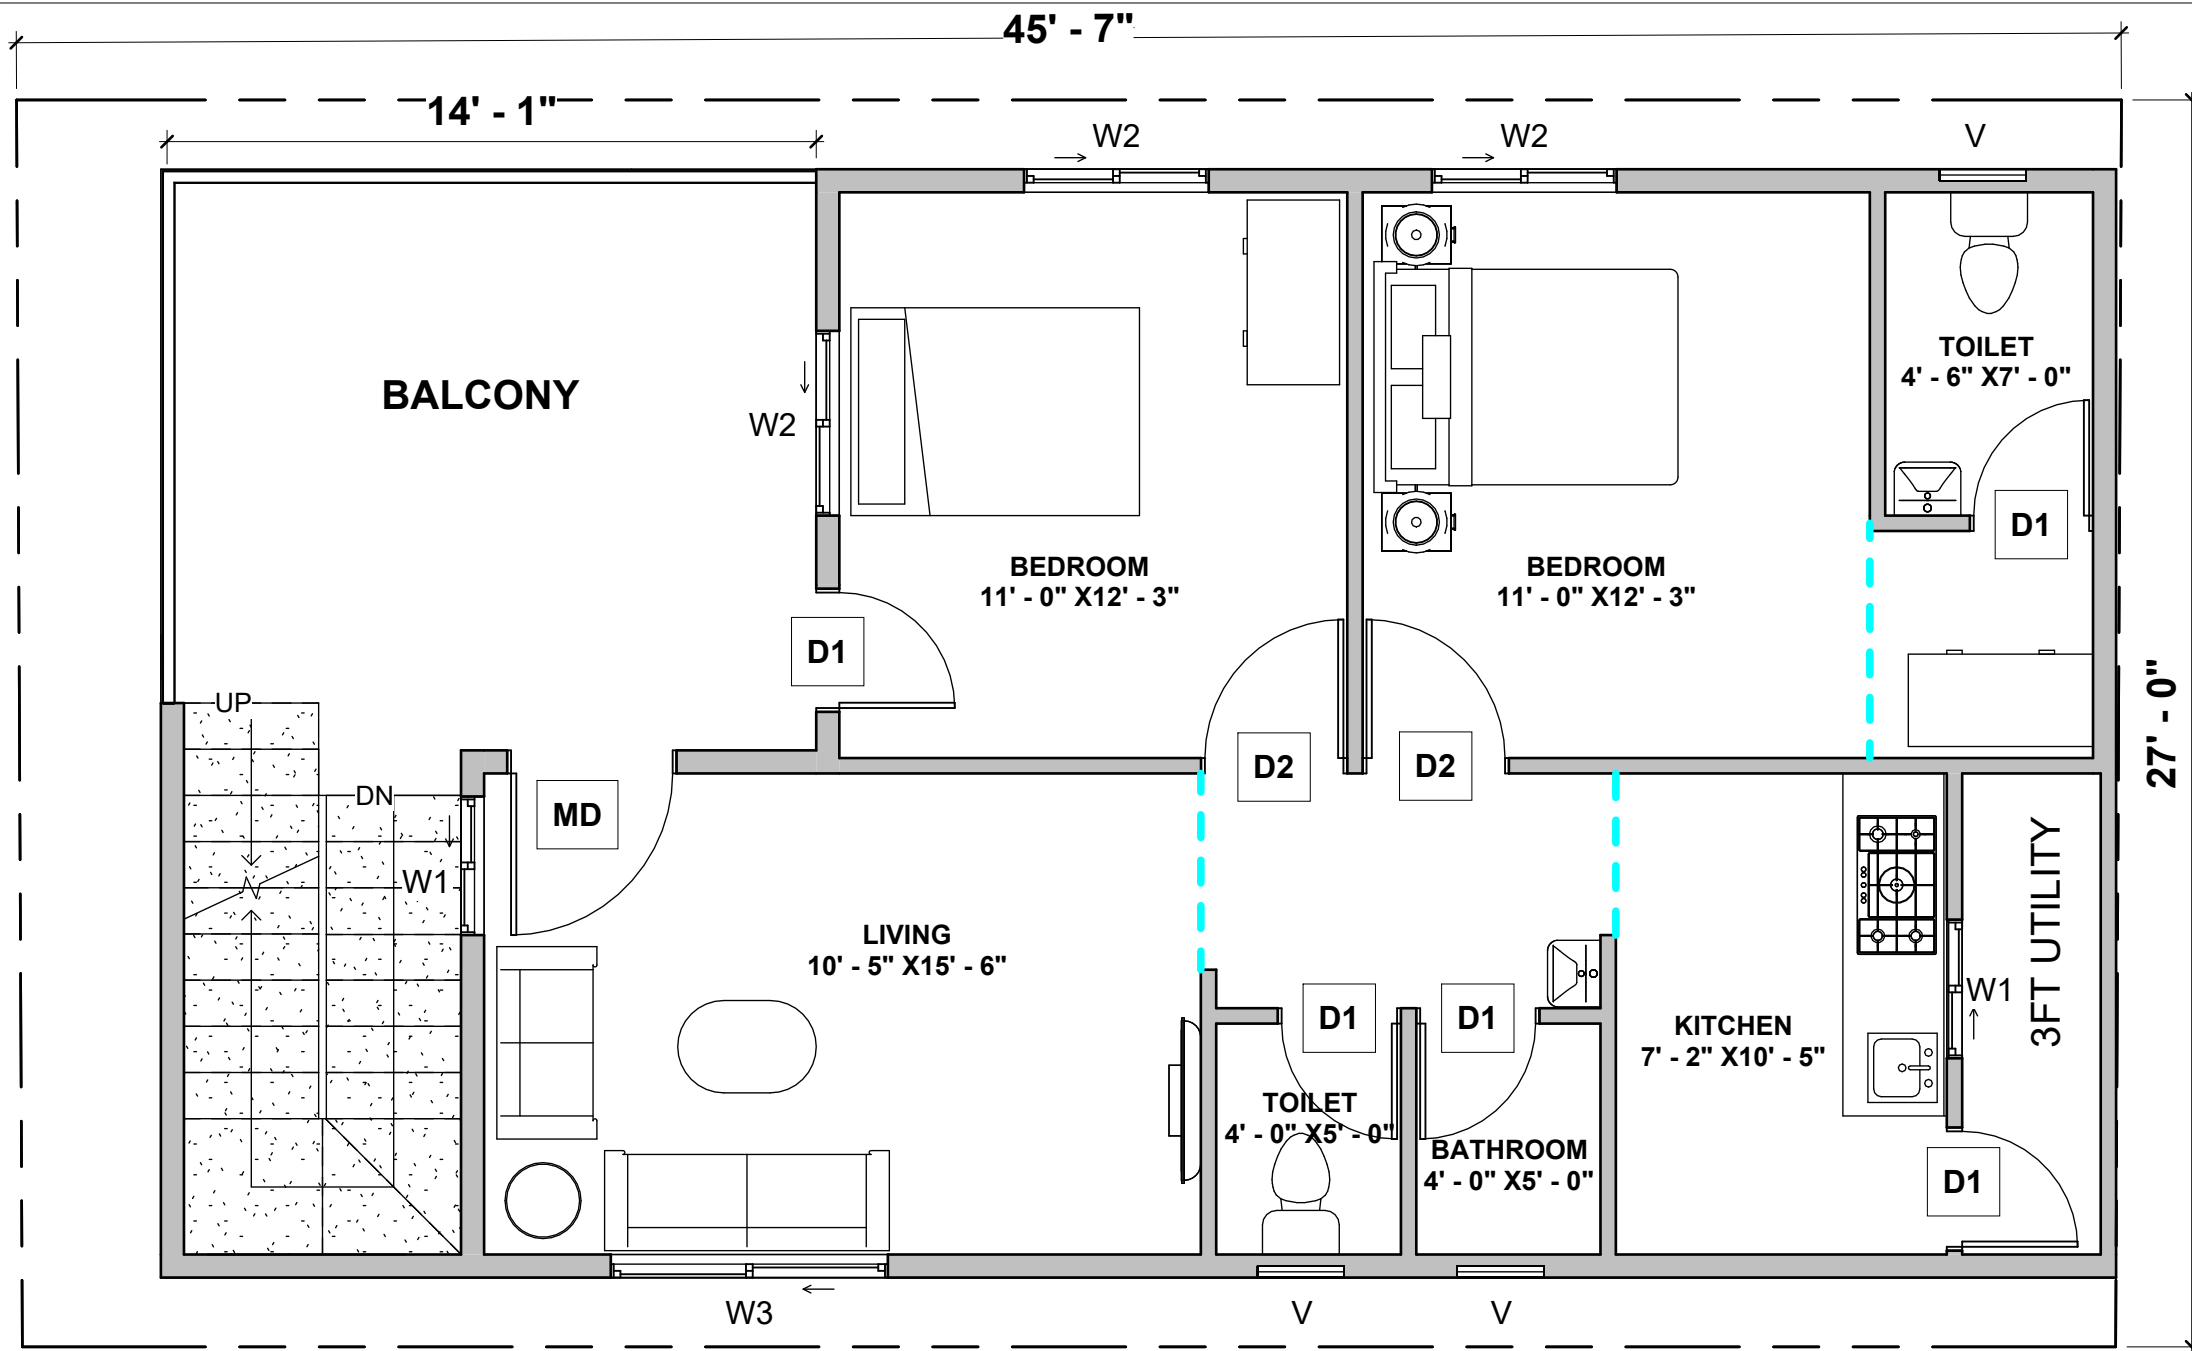 45' - 7"
14' - 1"
W2
W2
V
TOILET
4' - 6" X7' - 0"
BALCONY
W2
D1
BEDROOM
11' - 0" X12' - 3"
BEDROOM
11' - 0" X12' - 3"
D1
UP
27' - 0"
D2
D2
DN
MD
W1
LIVING
10' - 5" X15' - 6"
3FT UTILITY
W1
D1
D1
KITCHEN
7' - 2" X10' - 5"
TOILET
4' - 0" X5' - 0"
BATHROOM
4' - 0" X5' - 0"
D1
W3
V
V